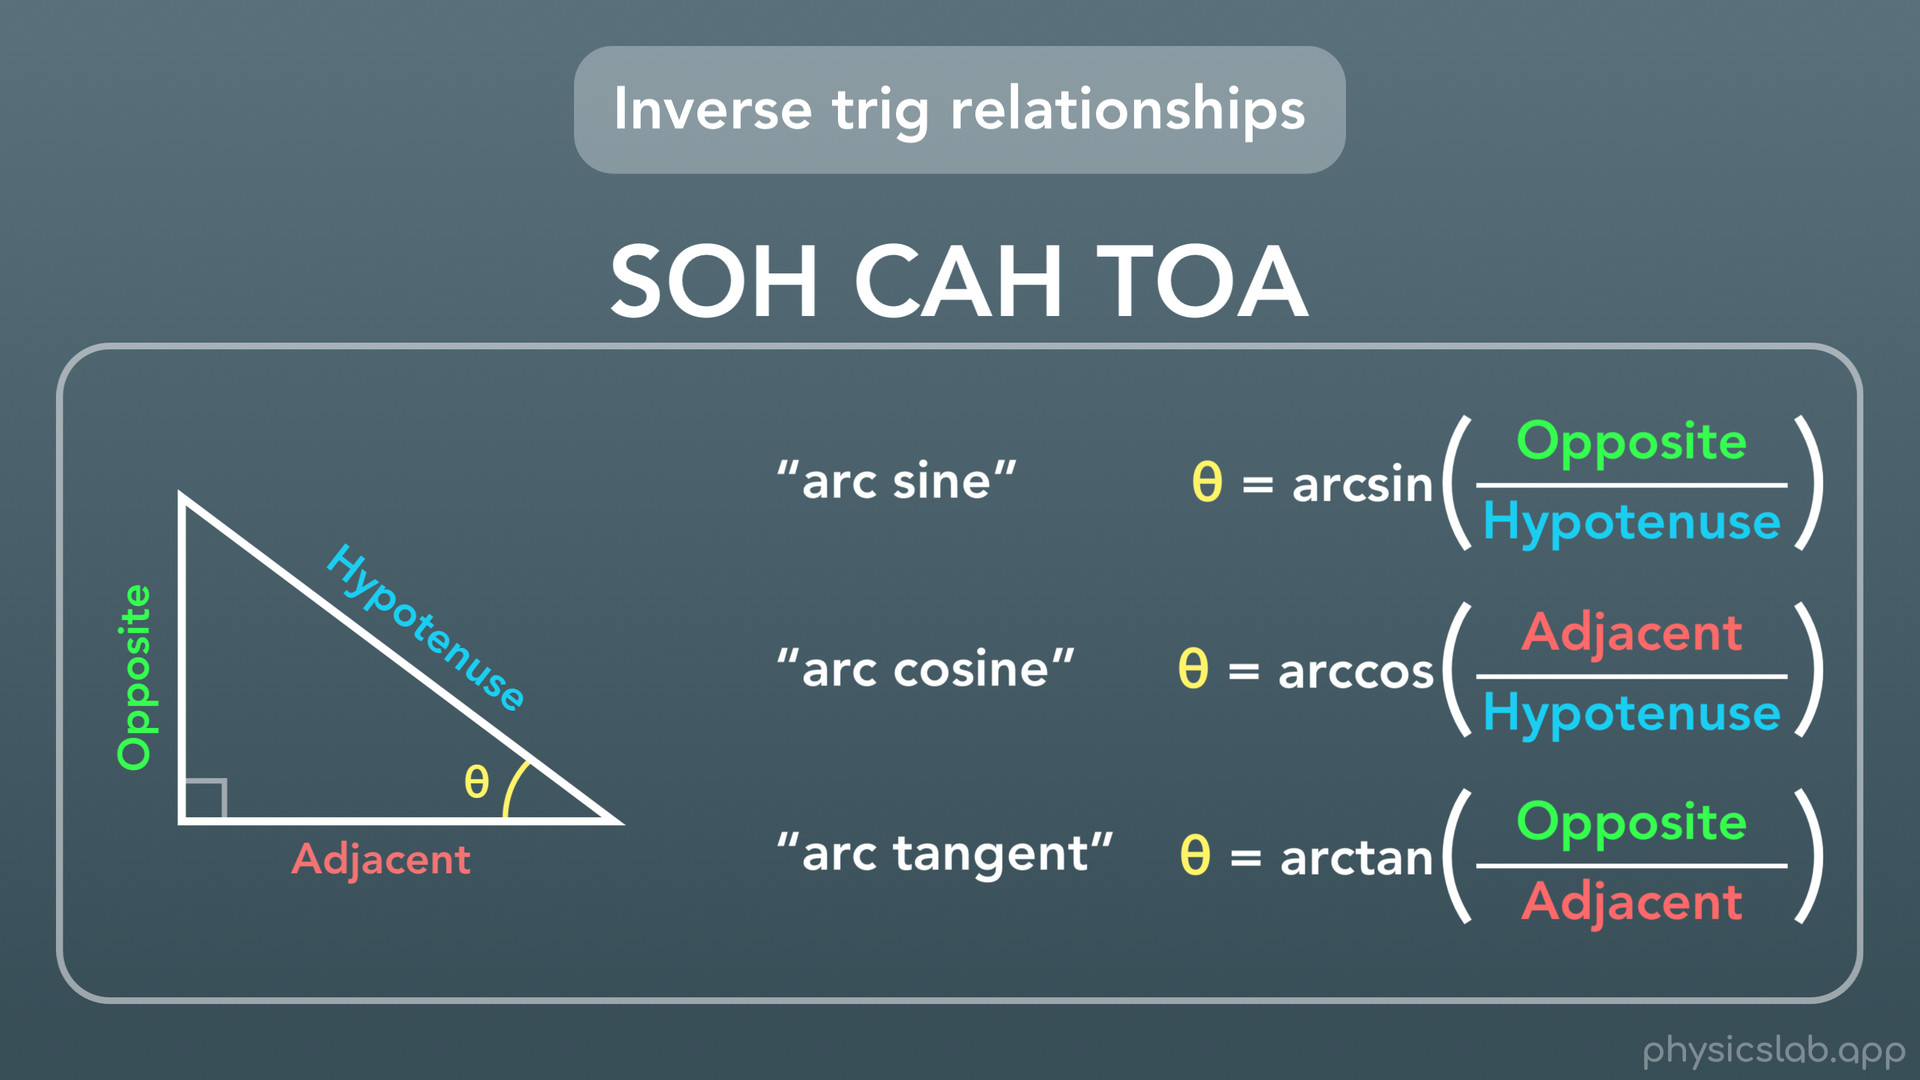 Inverse trig relationships
SOH CAH TOA
Opposite
Hypotenuse
θ
Adjacent
“arc sine” θ = arcsin( Opposite / Hypotenuse )
“arc cosine” θ = arccos( Adjacent / Hypotenuse )
“arc tangent” θ = arctan( Opposite / Adjacent )
physicslab.app